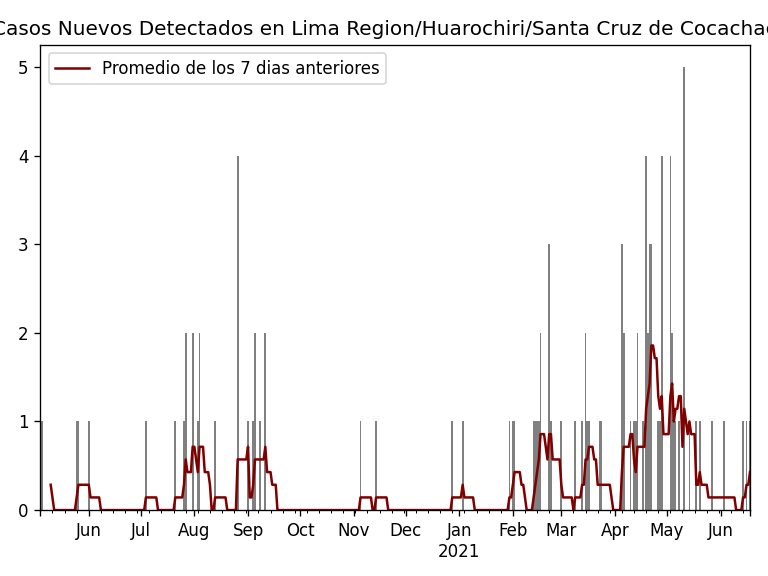 Casos Nuevos Detectados en Lima Region/Huarochiri/Santa Cruz de Cocachac
Promedio de los 7 dias anteriores
5
4
3
2
1
0
Jun Jul Aug Sep Oct Nov Dec Jan Feb Mar Apr May Jun
2021